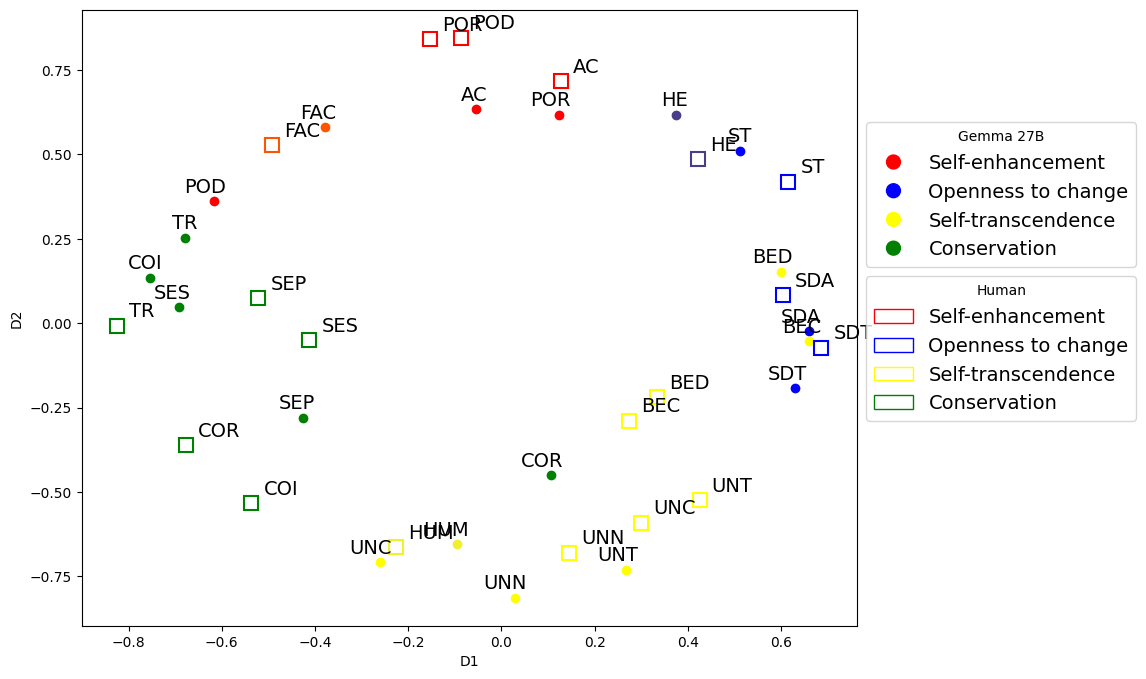 POR
POD
AC
0.75
AC
POR
HE
FAC
FAC
0.50
ST
HE
ST
POD
TR
0.25
COI
BED
SES
SEP
SDA
TR
0.00
SES
SDA
BEC
SDT
SDT
−0.25
SEP
BED
BEC
COR
COR
−0.50
COI
UNT
UNC
HUM
HUM
UNC
UNN
UNT
−0.75
UNN
−0.8
−0.6
−0.4
−0.2
0.0
0.2
0.4
0.6
D1
D2
Gemma 27B
Self-enhancement
Openness to change
Self-transcendence
Conservation
Human
Self-enhancement
Openness to change
Self-transcendence
Conservation